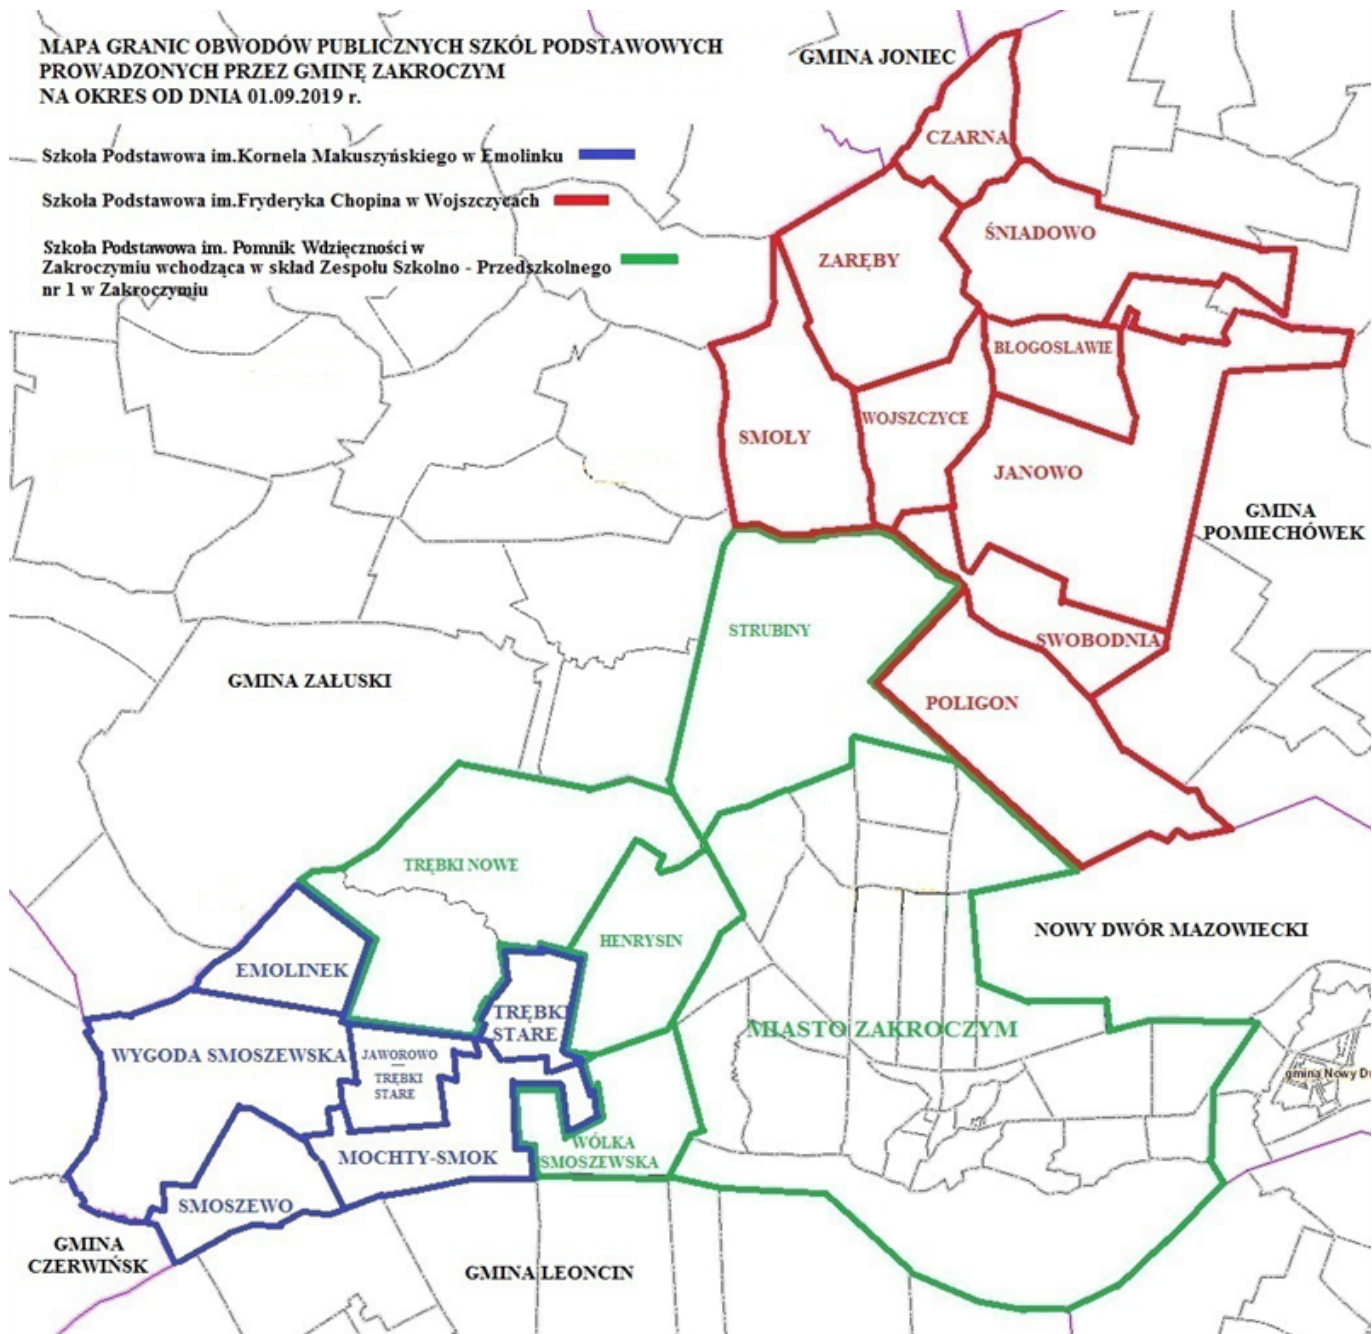 MAPA GRANIC OBWODÓW PUBLICZNYCH SZKÓL PODSTAWOWYCH
PROWADZONYCH PRZEZ GMINĘ ZAKROCZYM
NA OKRES OD DNIA 01.09.2019 r.
Szkoła Podstawowa im.Kornela Makuszyńskiego w Emolinku
Szkoła Podstawowa im.Fryderyka Chopina w Wojszczycach
Szkoła Podstawowa im. Pomnik Wdzięczności w
Zakroczymiu wchodząca w skład Zespołu Szkolno - Przedszkolnego
nr 1 w Zakroczymiu
GMINA JONIEC
CZARNA
ŚNIADOWO
ZARĘBY
BŁOGOSLAWIE
WOJSZCZYCE
SMOŁY
JANOWO
GMINA
POMIECHÓWEK
STRUBINY
SWOBODNIA
GMINA ZAŁUSKI
POLIGON
TRĘBKI NOWE
NOWY DWÓR MAZOWIECKI
HENRYSIN
EMOLINEK
TRĘBKI
STARE
MIASTO ZAKROCZYM
WYGODA SMOSZEWSKA
JAWOROWO
—
TRĘBKI
STARE
gmina Nowy D
WÓLKA
SMOSZEWSKA
MOCHTY-SMOK
SMOSZEWO
GMINA
CZERWIŃSK
GMINA LEONCIN